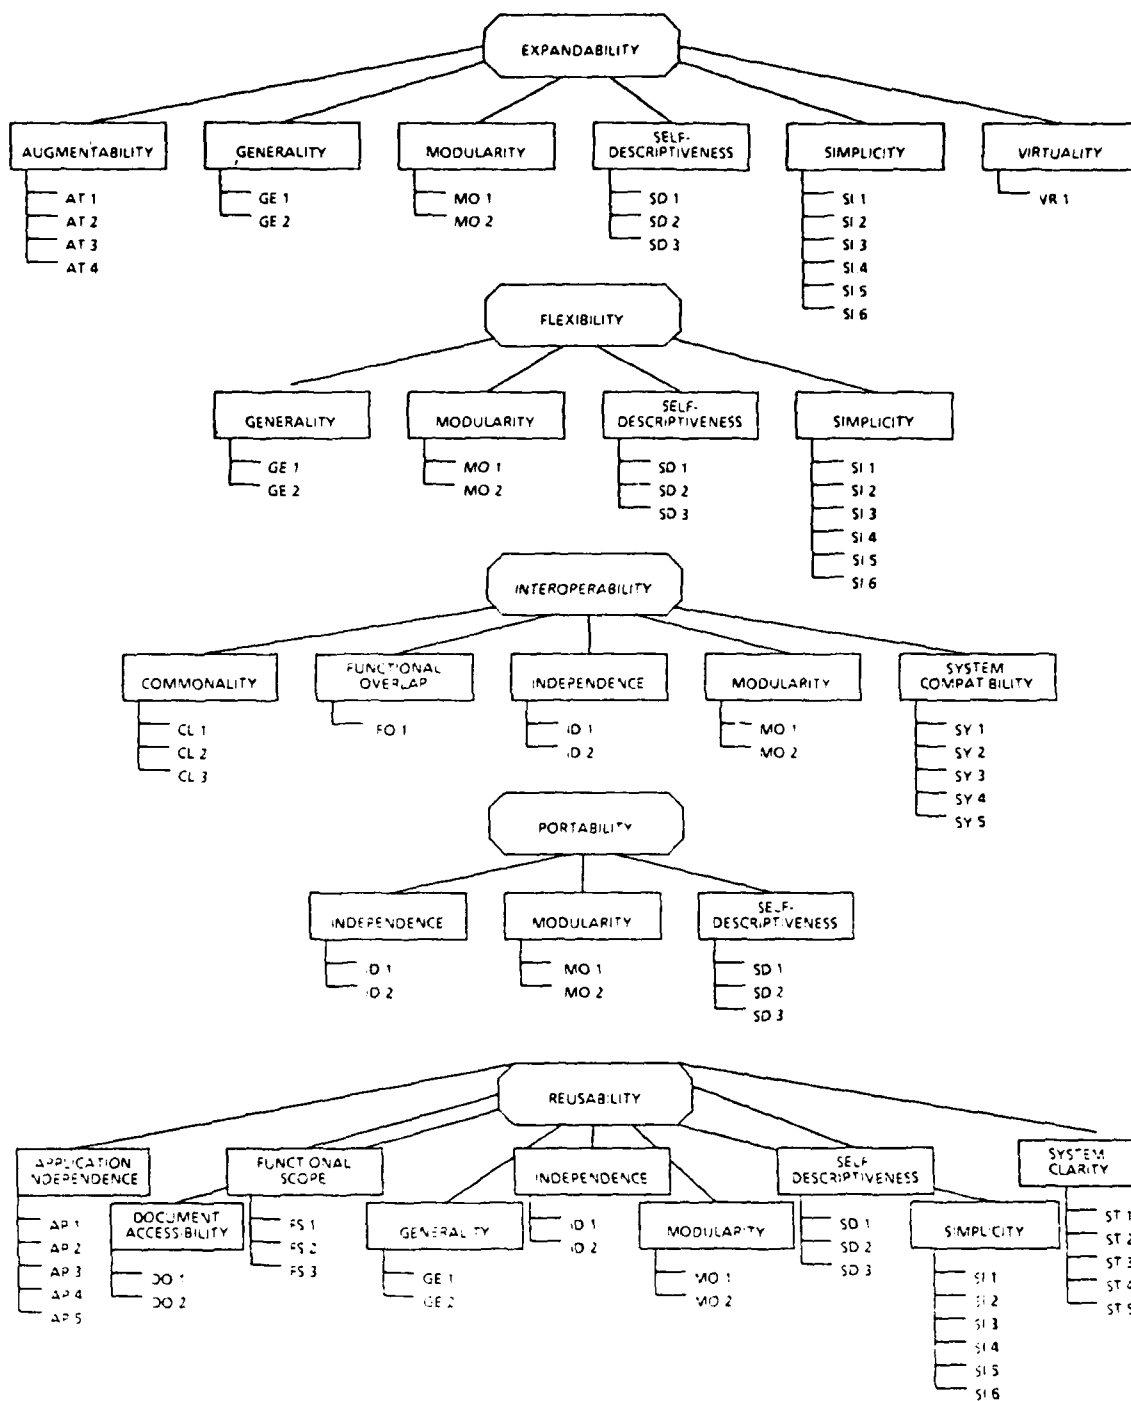 EXPANDABILITY
AUGMENTABILITY
AT 1
AT 2
AT 3
AT 4
GENERALITY
GE 1
GE 2
MODULARITY
MO 1
MO 2
SELF-
DESCRIPTIVENESS
SD 1
SD 2
SD 3
SIMPLICITY
SI 1
SI 2
SI 3
SI 4
SI 5
SI 6
VIRTUALITY
VR 1
FLEXIBILITY
GENERALITY
GE 1
GE 2
MODULARITY
MO 1
MO 2
SELF-
DESCRIPTIVENESS
SD 1
SD 2
SD 3
SIMPLICITY
SI 1
SI 2
SI 3
SI 4
SI 5
SI 6
INTEROPERABILITY
COMMONALITY
CL 1
CL 2
CL 3
FUNCTIONAL
OVERLAP
FO 1
INDEPENDENCE
ID 1
ID 2
MODULARITY
MO 1
MO 2
SYSTEM
COMPATIBILITY
SY 1
SY 2
SY 3
SY 4
SY 5
PORTABILITY
INDEPENDENCE
ID 1
ID 2
MODULARITY
MO 1
MO 2
SELF-
DESCRIPTIVENESS
SD 1
SD 2
SD 3
REUSABILITY
APPLICATION
INDEPENDENCE
AP 1
AP 2
AP 3
AP 4
AP 5
DOCUMENT
ACCESSIBILITY
DO 1
DO 2
FUNCTIONAL
SCOPE
FS 1
FS 2
FS 3
GENERALITY
GE 1
GE 2
INDEPENDENCE
ID 1
ID 2
MODULARITY
MO 1
MO 2
SELF
DESCRIPTIVENESS
SD 1
SD 2
SD 3
SIMPLICITY
SI 1
SI 2
SI 3
SI 4
SI 5
SI 6
SYSTEM
CLARITY
ST 1
ST 2
ST 3
ST 4
ST 5